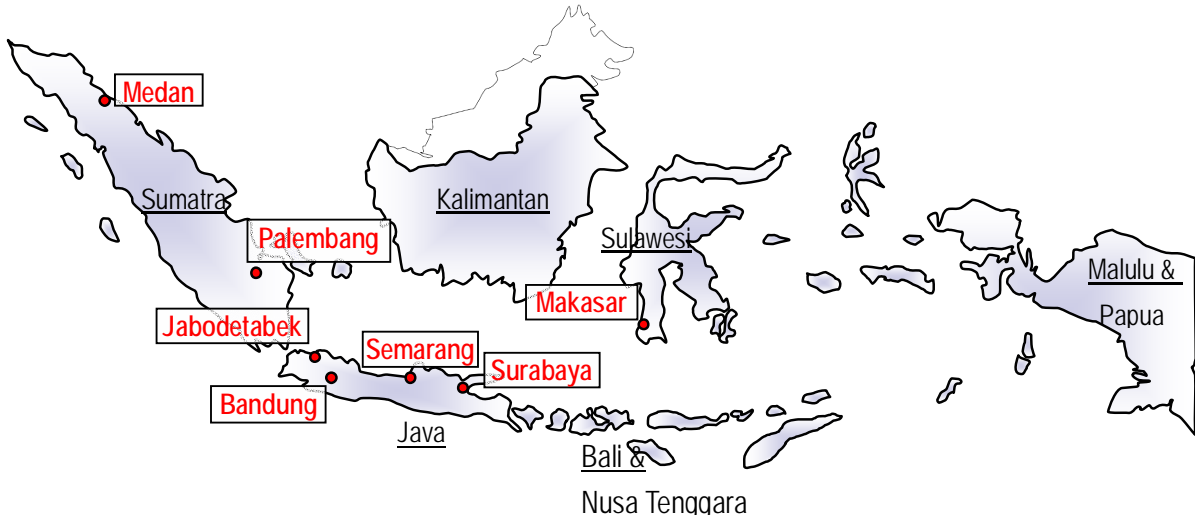 Medan
Sumatra
Kalimantan
Palembang
Sulawesi
Malulu &
Papua
Makasar
Jabodetabek
Semarang
Surabaya
Bandung
Java
Bali &
Nusa Tenggara